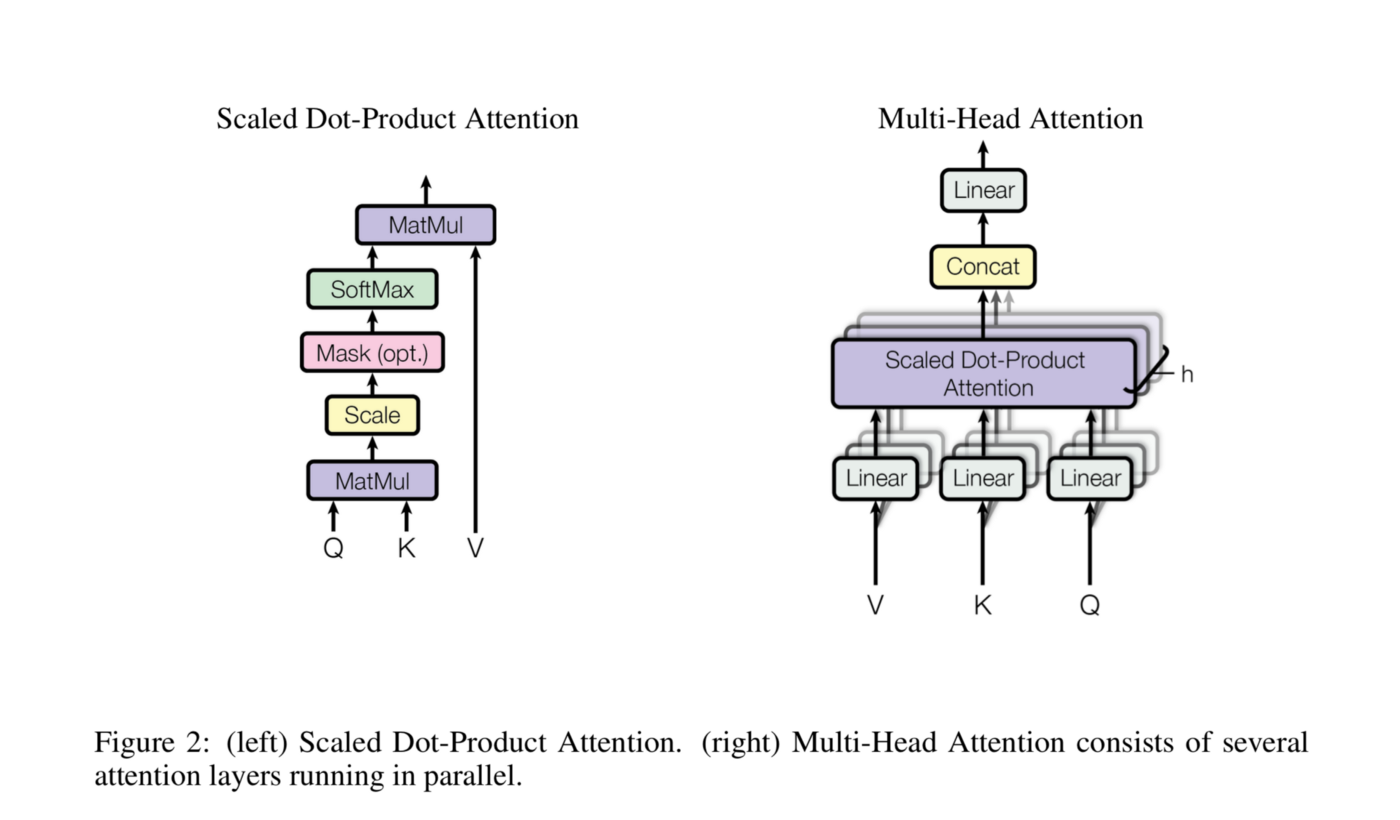 Scaled Dot-Product Attention
MatMul
SoftMax
Mask (opt.)
Scale
MatMul
Q K V
Multi-Head Attention
Linear
Concat
Scaled Dot-Product
Attention
h
Linear Linear Linear
V K Q
Figure 2: (left) Scaled Dot-Product Attention. (right) Multi-Head Attention consists of several
attention layers running in parallel.